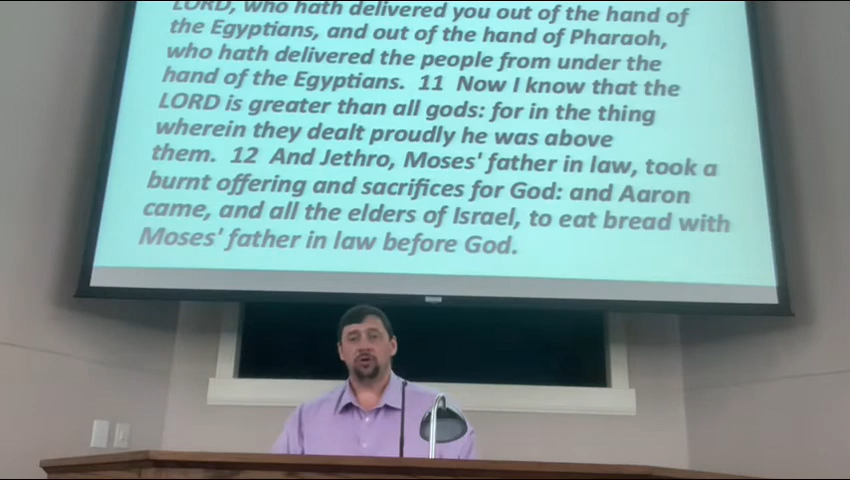 LORD, who hath delivered you out of the hand of
the Egyptians, and out of the hand of Pharaoh,
who hath delivered the people from under the
hand of the Egyptians. 11 Now I know that the
LORD is greater than all gods: for in the thing
wherein they dealt proudly he was above
them. 12 And Jethro, Moses' father in law, took a
burnt offering and sacrifices for God: and Aaron
came, and all the elders of Israel, to eat bread with
Moses' father in law before God.